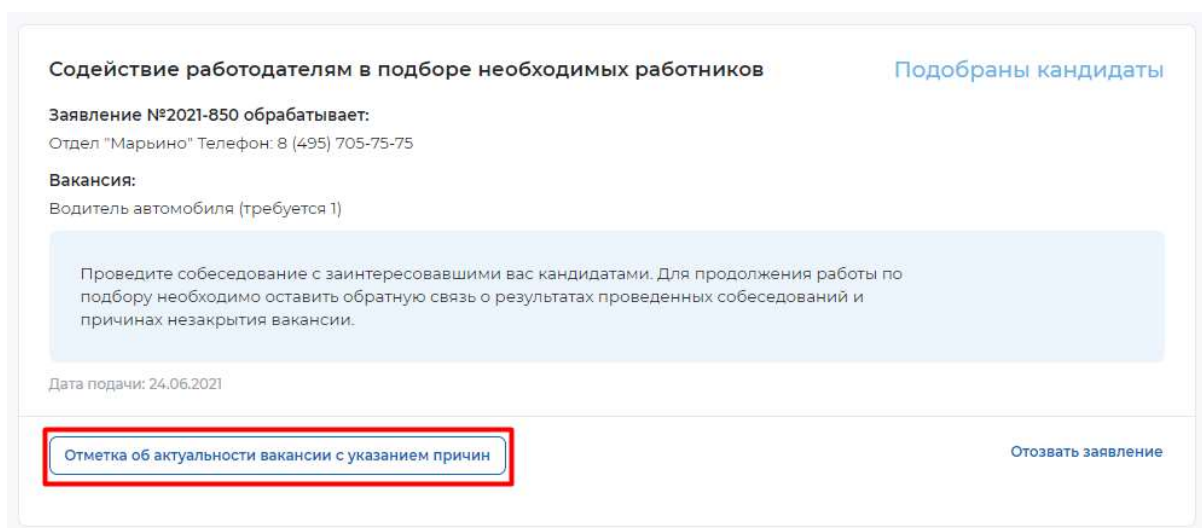 Содействие работодателям в подборе необходимых работников
Подобраны кандидаты
Заявление №2021-850 обрабатывает:
Отдел "Марьино" Телефон: 8 (495) 705-75-75
Вакансия:
Водитель автомобиля (требуется 1)
Проведите собеседование с заинтересовавшими вас кандидатами. Для продолжения работы по
подбору необходимо оставить обратную связь о результатах проведенных собеседований и
причинах незакрытия вакансии.
Дата подачи: 24.06.2021
Отметка об актуальности вакансии с указанием причин
Отозвать заявление